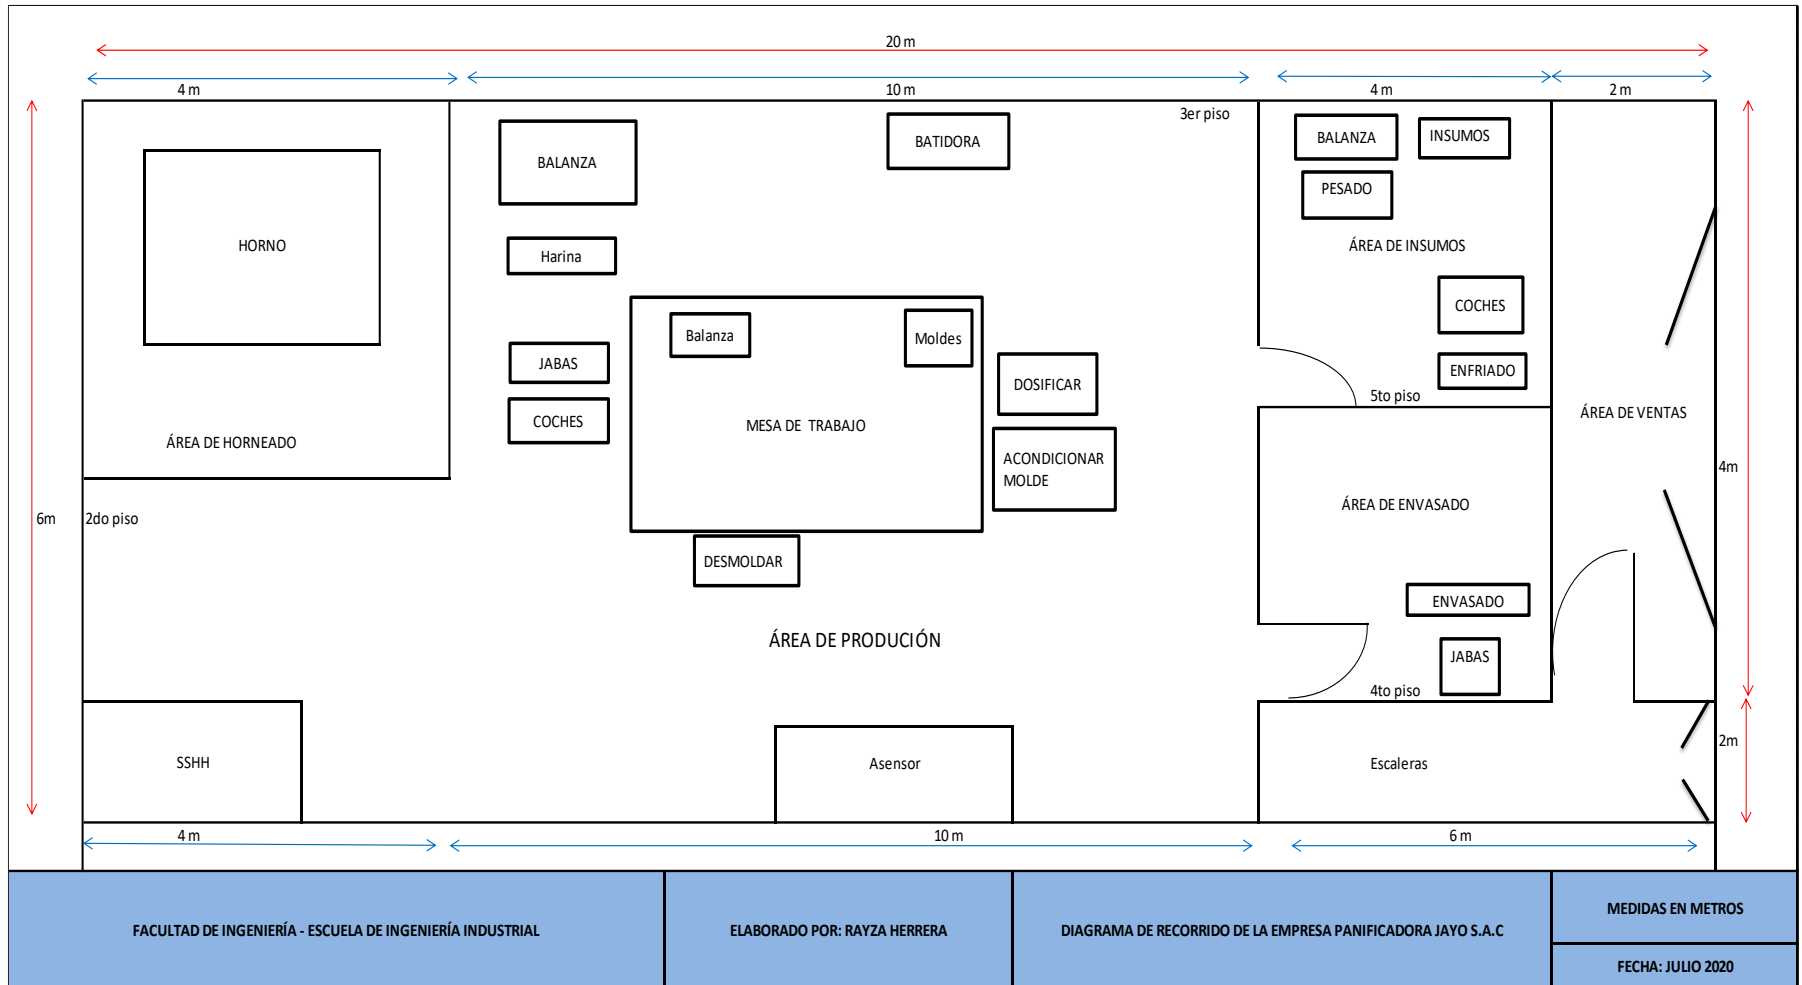 20 m
4 m
10 m
4 m
2 m
3er piso
BALANZA
BATIDORA
BALANZA
INSUMOS
PESADO
HORNO
Harina
ÁREA DE INSUMOS
COCHES
Balanza
Moldes
JABAS
DOSIFICAR
ENFRIADO
5to piso
COCHES
MESA DE TRABAJO
ÁREA DE VENTAS
ÁREA DE HORNEADO
ACONDICIONAR
MOLDE
4m
6m
2do piso
ÁREA DE ENVASADO
DESMOLDAR
ENVASADO
ÁREA DE PRODUCIÓN
JABAS
4to piso
SSHH
Asensor
Escaleras
2m
4 m
10 m
6 m
FACULTAD DE INGENIERÍA - ESCUELA DE INGENIERÍA INDUSTRIAL
ELABORADO POR: RAYZA HERRERA
DIAGRAMA DE RECORRIDO DE LA EMPRESA PANIFICADORA JAYO S.A.C
MEDIDAS EN METROS
FECHA: JULIO 2020